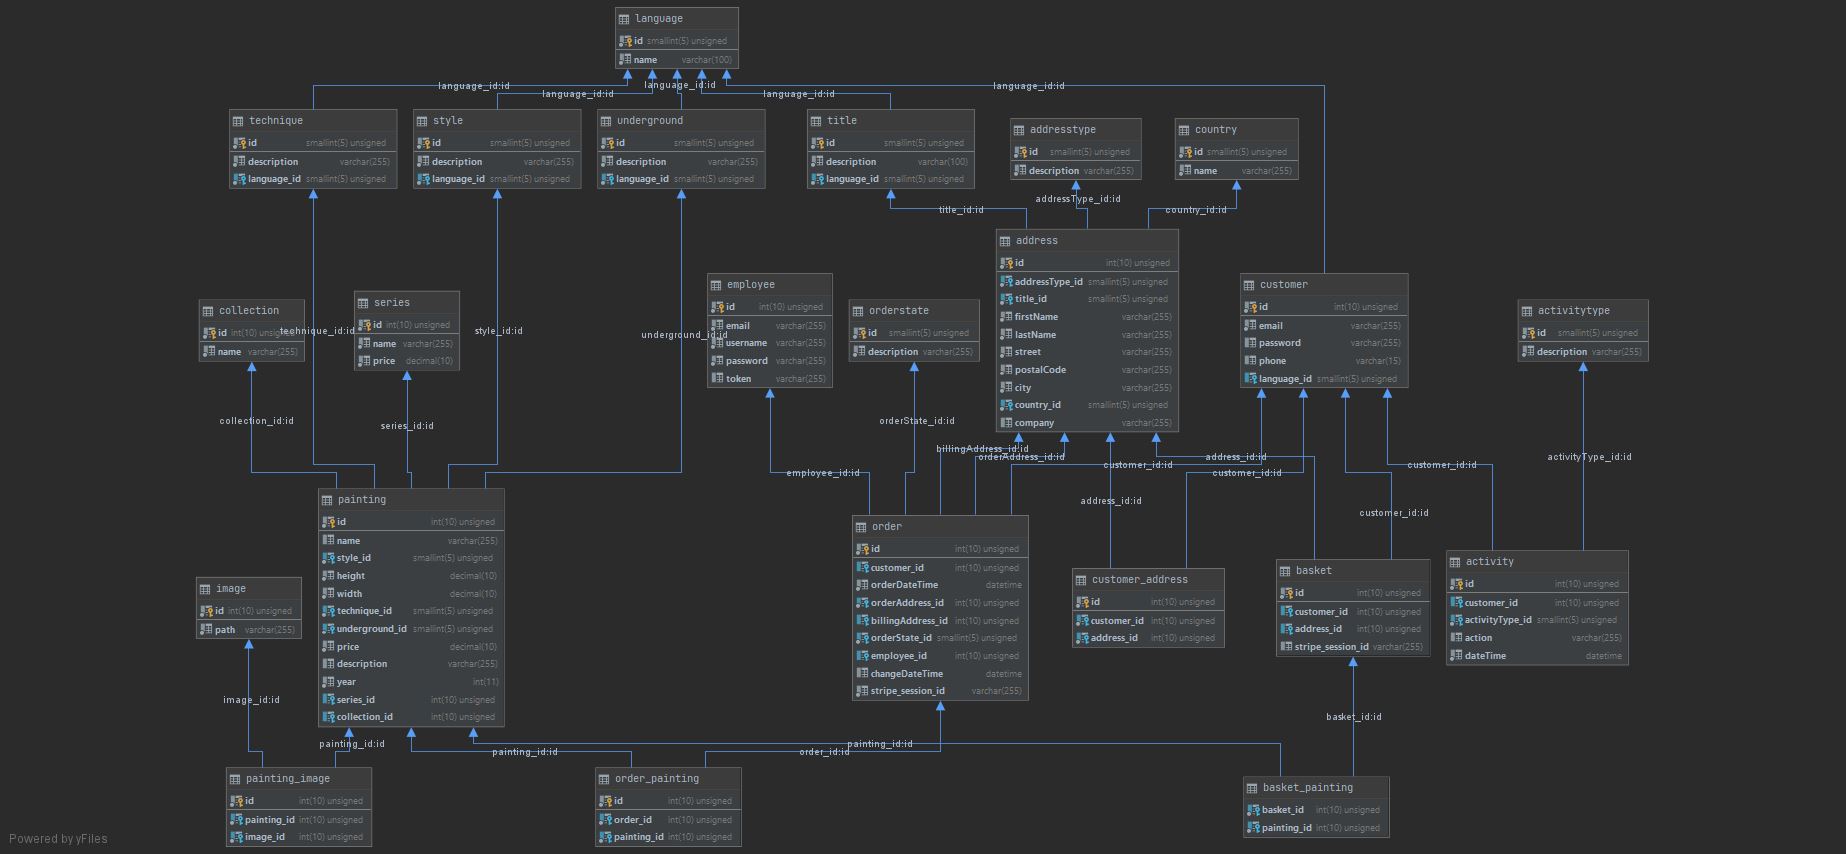 language
id smallint(5) unsigned
name varchar(100)
language_id:id
language_id:id
language_id:id
language_id:id
language_id:id
technique
id smallint(5) unsigned
description varchar(255)
language_id smallint(5) unsigned
style
id smallint(5) unsigned
description varchar(255)
language_id smallint(5) unsigned
underground
id smallint(5) unsigned
description varchar(255)
language_id smallint(5) unsigned
title
id smallint(5) unsigned
description varchar(100)
language_id smallint(5) unsigned
addresstype
id smallint(5) unsigned
description varchar(255)
country
id smallint(5) unsigned
name varchar(255)
title_id:id
addressType_id:id
country_id:id
address
id int(10) unsigned
addressType_id smallint(5) unsigned
title_id smallint(5) unsigned
firstName varchar(255)
lastName varchar(255)
street varchar(255)
postalCode varchar(255)
city varchar(255)
country_id smallint(5) unsigned
company varchar(255)
collection
id int(10) unsigned
name varchar(255)
technique_id:id
series
id int(10) unsigned
name varchar(255)
price decimal(10)
style_id:id
underground_id:id
employee
id int(10) unsigned
email varchar(255)
username varchar(255)
password varchar(255)
token varchar(255)
orderstate
id smallint(5) unsigned
description varchar(255)
customer
id int(10) unsigned
email varchar(255)
password varchar(255)
phone varchar(15)
language_id smallint(5) unsigned
activitytype
id smallint(5) unsigned
description varchar(255)
collection_id:id
series_id:id
employee_id:id
orderState_id:id
billingAddress_id:id
orderAddress_id:id
customer_id:id
address_id:id
customer_id:id
address_id:id
customer_id:id
customer_id:id
activityType_id:id
painting
id int(10) unsigned
name varchar(255)
style_id smallint(5) unsigned
height decimal(10)
width decimal(10)
technique_id smallint(5) unsigned
underground_id smallint(5) unsigned
price decimal(10)
description varchar(255)
year int(11)
series_id int(10) unsigned
collection_id int(10) unsigned
order
id int(10) unsigned
customer_id int(10) unsigned
orderDateTime datetime
orderAddress_id int(10) unsigned
billingAddress_id int(10) unsigned
orderState_id smallint(5) unsigned
employee_id int(10) unsigned
changeDateTime datetime
stripe_session_id varchar(255)
customer_address
id int(10) unsigned
customer_id int(10) unsigned
address_id int(10) unsigned
basket
id int(10) unsigned
customer_id int(10) unsigned
address_id int(10) unsigned
stripe_session_id varchar(255)
activity
id int(10) unsigned
customer_id int(10) unsigned
activityType_id smallint(5) unsigned
action varchar(255)
dateTime datetime
image
id int(10) unsigned
path varchar(255)
image_id:id
painting_id:id
painting_id:id
order_id:id
painting_id:id
basket_id:id
painting_image
id int(10) unsigned
painting_id int(10) unsigned
image_id int(10) unsigned
order_painting
id int(10) unsigned
order_id int(10) unsigned
painting_id int(10) unsigned
basket_painting
basket_id int(10) unsigned
painting_id int(10) unsigned
Powered by yFiles